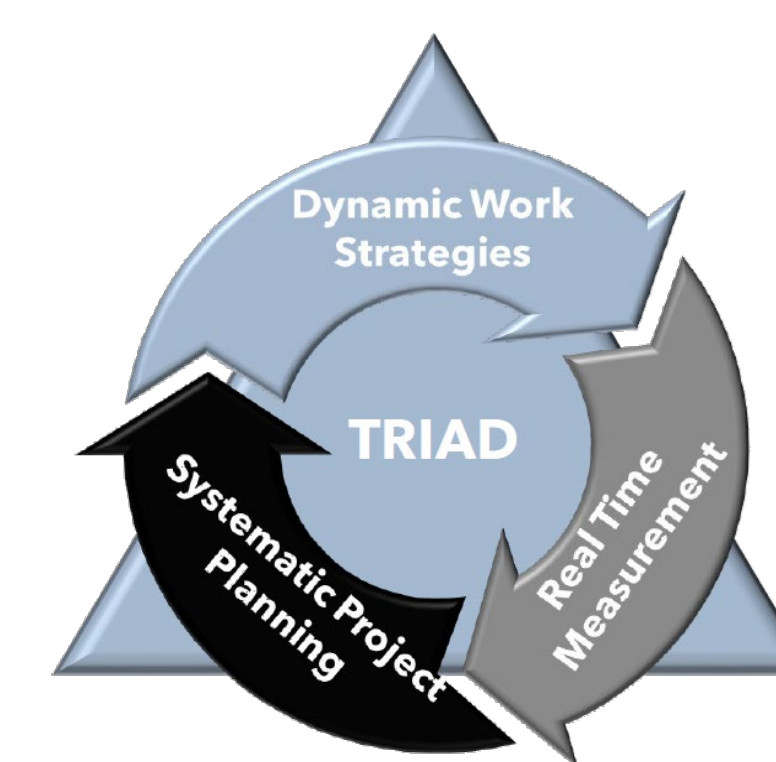 Dynamic Work
Strategies
TRIAD
Real Time
Measurement
Systematic Project
Planning